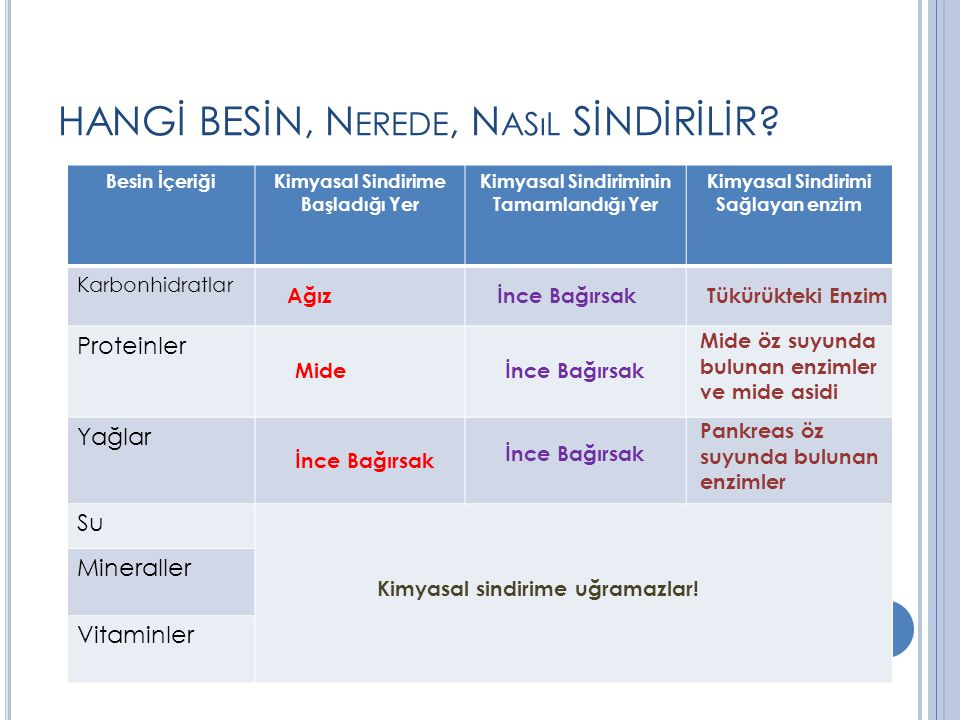 HANGİ BESİN, NEREDE, NASıL SİNDİRİLİR?
Besin İçeriği
Kimyasal Sindirime
Başladığı Yer
Kimyasal Sindiriminin
Tamamlandığı Yer
Kimyasal Sindirimi
Sağlayan enzim
Karbonhidratlar
Ağız
İnce Bağırsak
Tükürükteki Enzim
Proteinler
Mide
İnce Bağırsak
Mide öz suyunda
bulunan enzimler
ve mide asidi
Yağlar
İnce Bağırsak
İnce Bağırsak
Pankreas öz
suyunda bulunan
enzimler
Su
Mineraller
Vitaminler
Kimyasal sindirime uğramazlar!